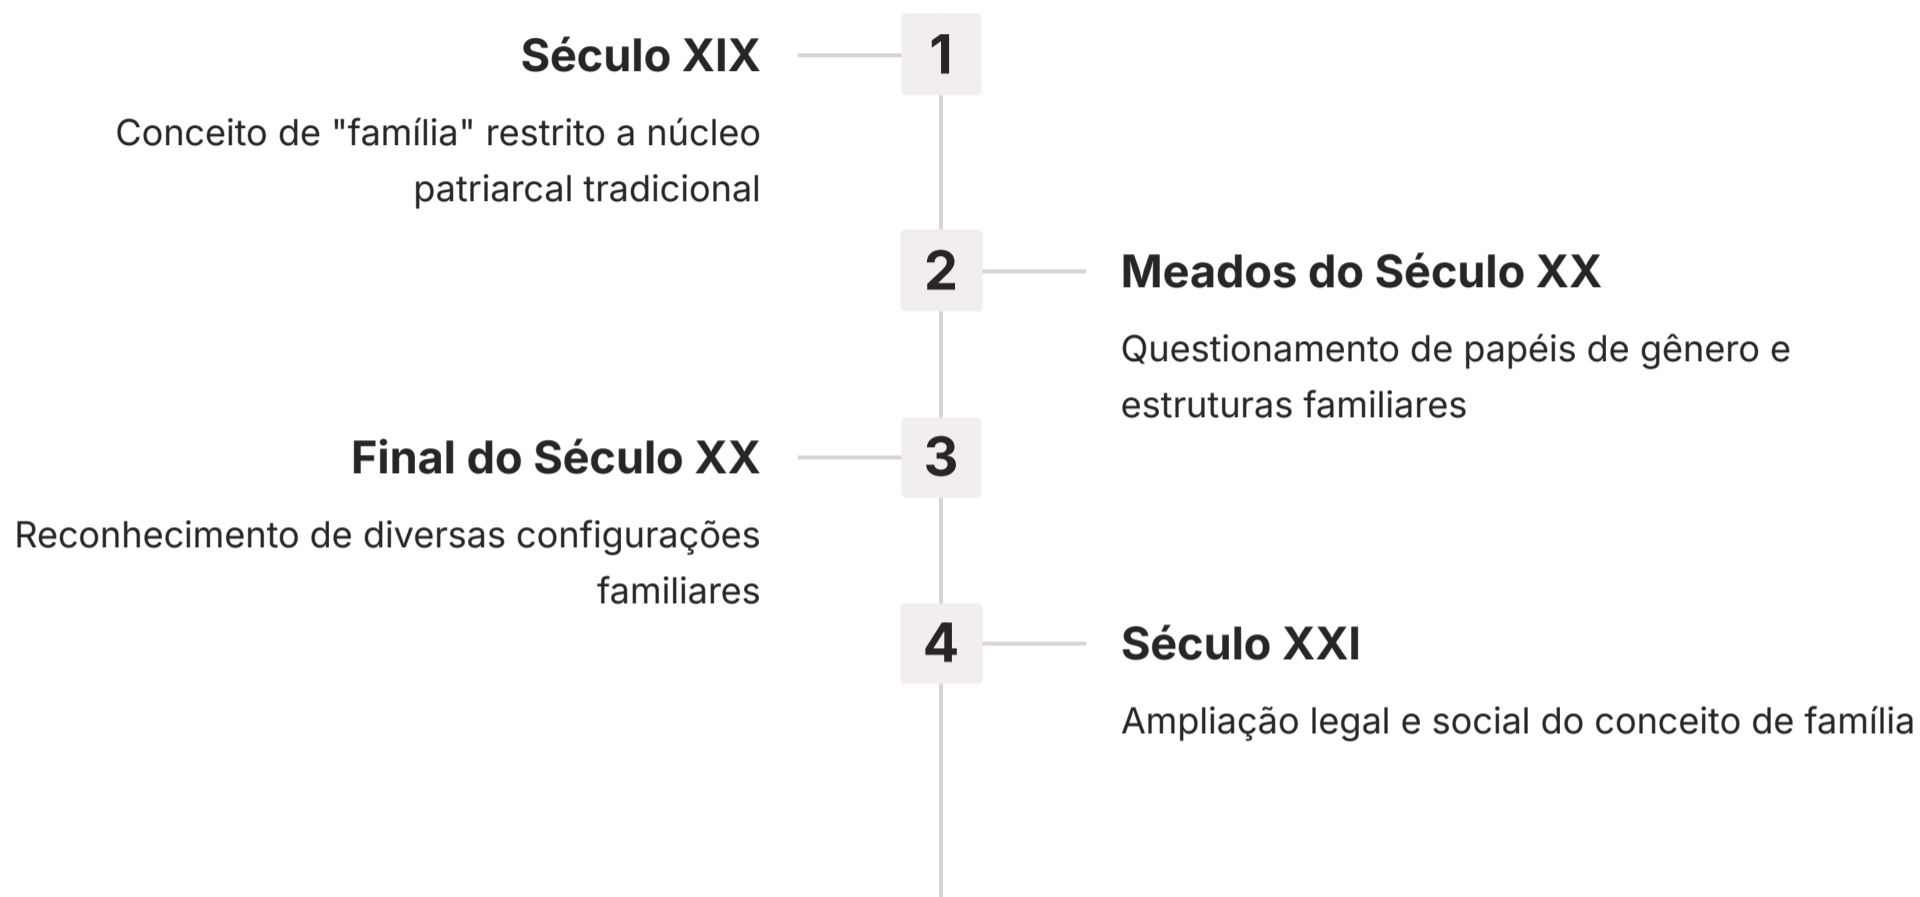 1
Século XIX
Conceito de "família" restrito a núcleo
patriarcal tradicional
2
Meados do Século XX
Questionamento de papéis de gênero e
estruturas familiares
3
Final do Século XX
Reconhecimento de diversas configurações
familiares
4
Século XXI
Ampliação legal e social do conceito de família